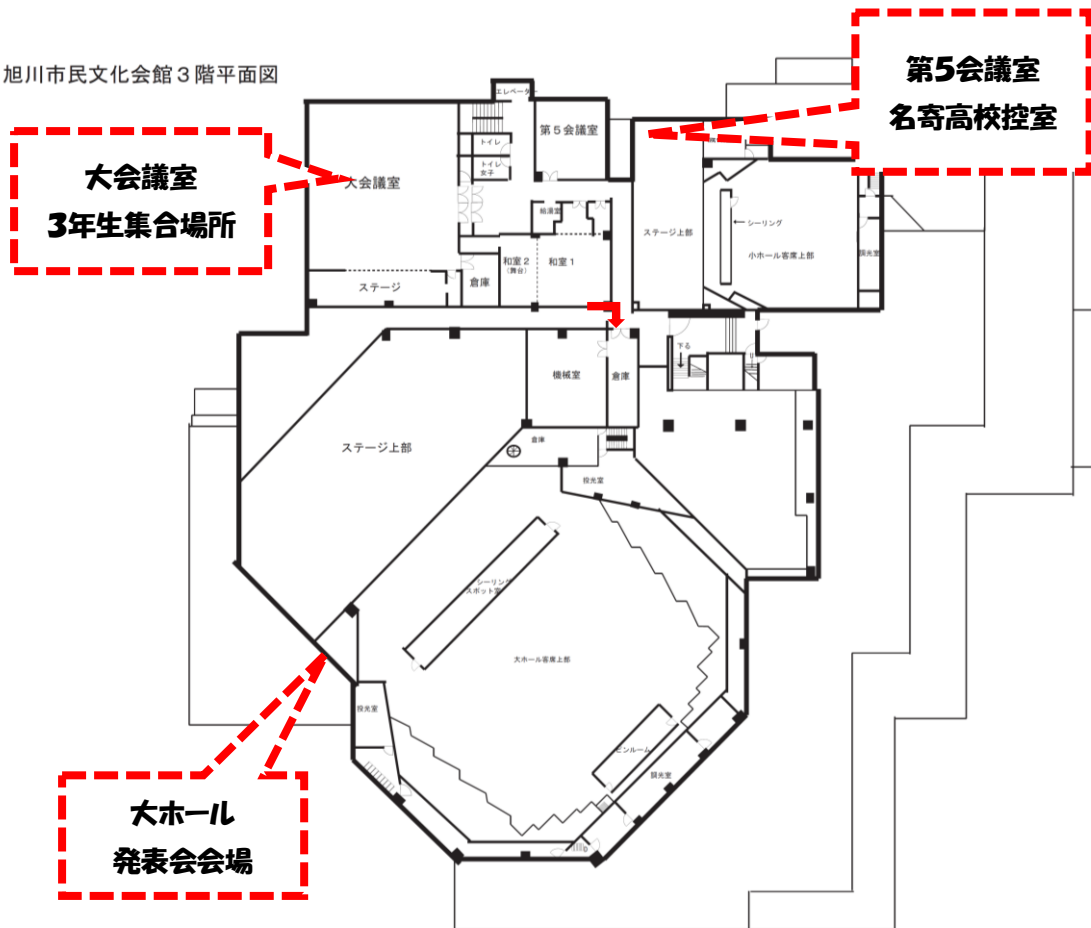 旭川市民文化会館３階平面図
第5会議室
名寄高校控室
大会議室
3年生集合場所
エレベーター
第５会議室
トイレ
トイレ
女子
大会議室
給湯室
ステージ上部
シーリング
小ホール客席上部
調光室
和室２
（舞台）
和室１
倉庫
ステージ
下る
機械室
倉庫
ステージ上部
倉庫
投光室
シーリング
スポット室
大ホール客席上部
投光室
ピンルーム
調光室
大ホール
発表会会場